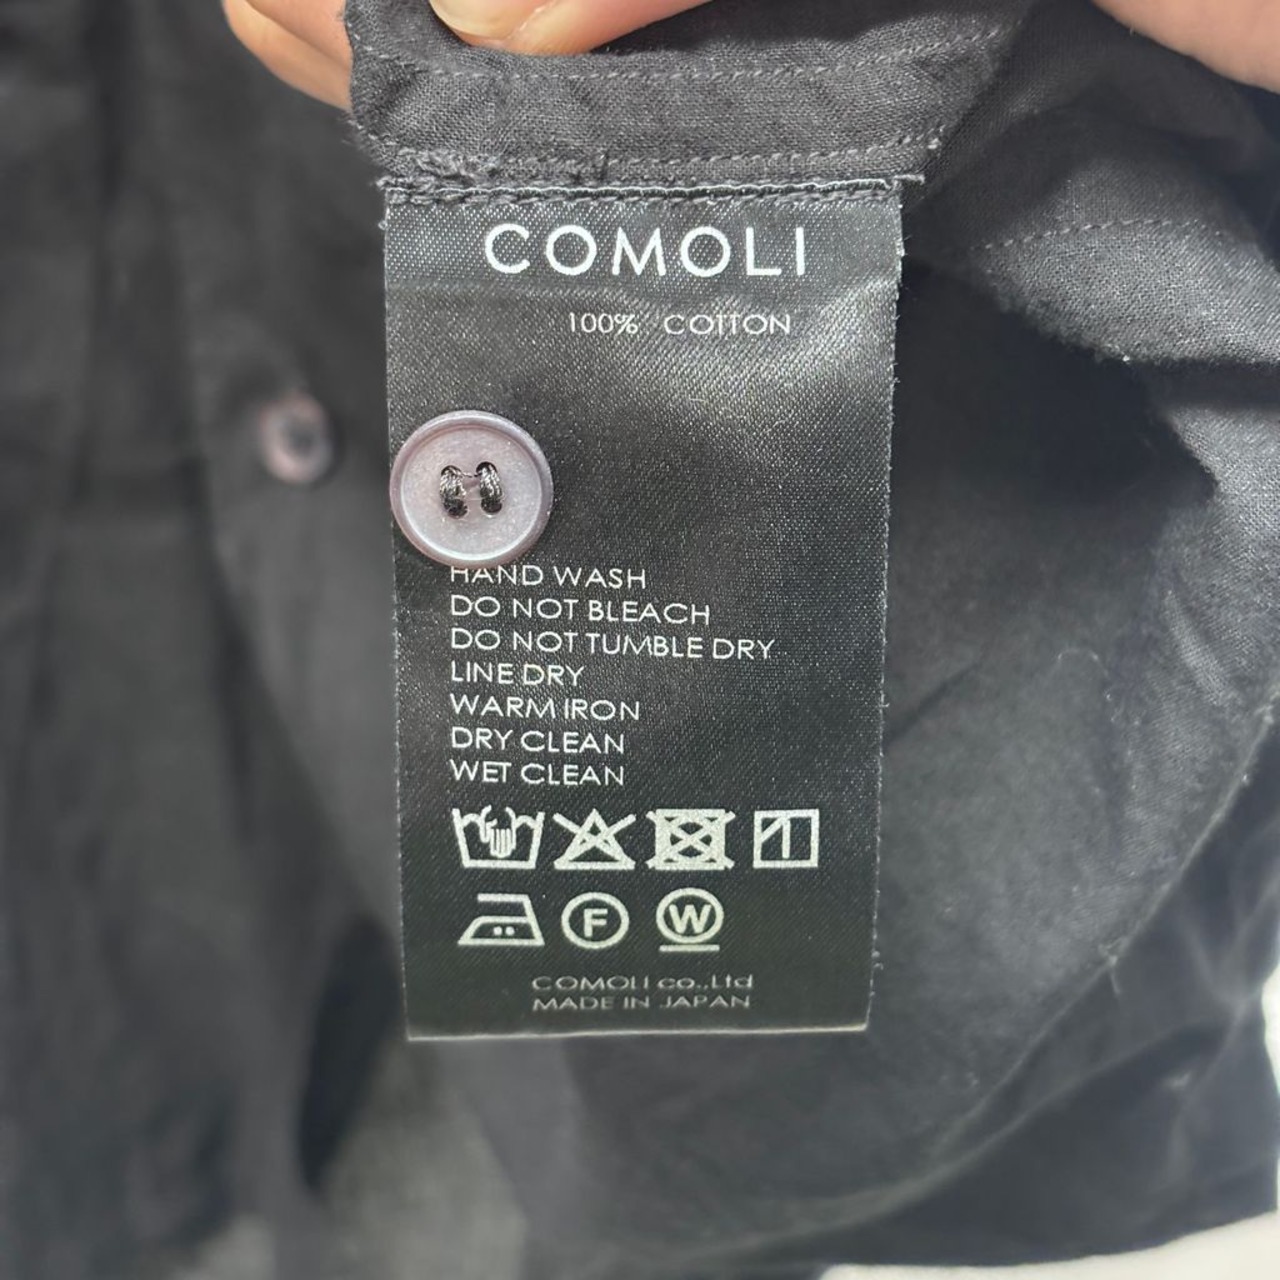 COMOLI
100% COTTON
HAND WASH
DO NOT BLEACH
DO NOT TUMBLE DRY
LINE DRY
WARM IRON
DRY CLEAN
WET CLEAN
F W
COMOLI co.,Ltd
MADE IN JAPAN